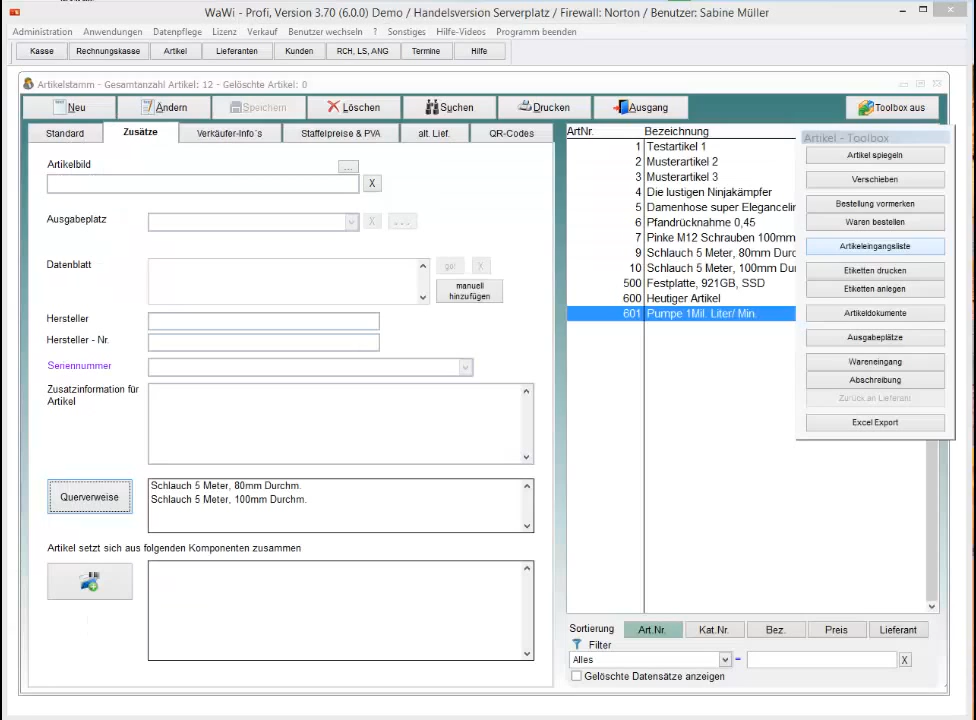 WaWi - Profi, Version 3.70 (6.0.0) Demo / Handelsversion Serverplatz / Firewall: Norton / Benutzer: Sabine Müller
Administration Anwendungen Datenpflege Lizenz Verkauf Benutzer wechseln ? Sonstiges Hilfe-Videos Programm beenden
Kasse Rechnungskasse Artikel Lieferanten Kunden RCH, LS, ANG Termine Hilfe
Artikelstamm - Gesamtanzahl Artikel: 12 - Gelöschte Artikel: 0
Neu Ändern Speichern Löschen Suchen Drucken Ausgang Toolbox aus
Standard Zusätze Verkäufer-Info´s Staffelpreise & PVA alt. Lief. QR-Codes
Artikelbild ...
X
Ausgabeplatz X ...
Datenblatt go! X
manuell
hinzufügen
Hersteller
Hersteller - Nr.
Seriennummer
Zusatzinformation für
Artikel
Querverweise
Schlauch 5 Meter, 80mm Durchm.
Schlauch 5 Meter, 100mm Durchm.
Artikel setzt sich aus folgenden Komponenten zusammen
ArtNr. Bezeichnung
1 Testartikel 1
2 Musterartikel 2
3 Musterartikel 3
4 Die lustigen Ninjakämpfer
5 Damenhose super Elegancelin
6 Pfandrücknahme 0,45
7 Pinke M12 Schrauben 100mm
9 Schlauch 5 Meter, 80mm Durc
10 Schlauch 5 Meter, 100mm Du
500 Festplatte, 921GB, SSD
600 Heutiger Artikel
601 Pumpe 1Mil. Liter/ Min.
Artikel - Toolbox
Artikel spiegeln
Verschieben
Bestellung vormerken
Waren bestellen
Artikeleingangsliste
Etiketten drucken
Etiketten anlegen
Artikeldokumente
Ausgabeplätze
Wareneingang
Abschreibung
Zurück an Lieferant
Excel Export
Sortierung Art.Nr. Kat.Nr. Bez. Preis Lieferant
Filter
Alles = X
Gelöschte Datensätze anzeigen